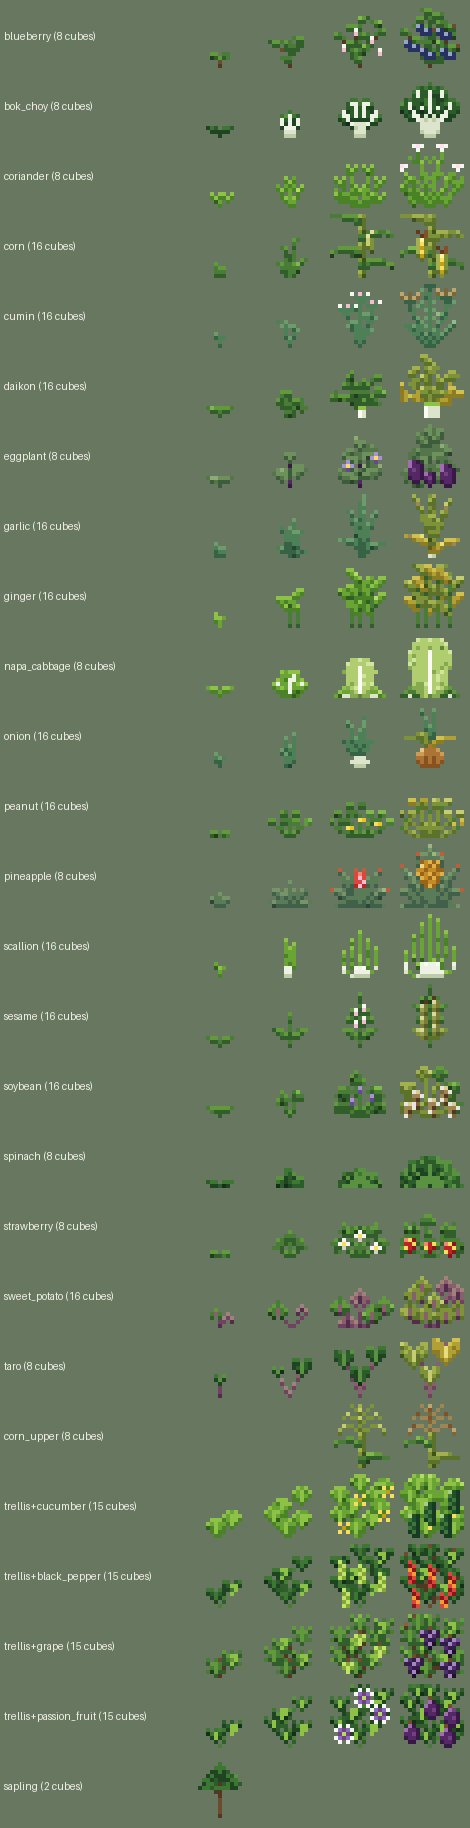 blueberry (8 cubes)
bok_choy (8 cubes)
coriander (8 cubes)
corn (16 cubes)
cumin (16 cubes)
daikon (16 cubes)
eggplant (8 cubes)
garlic (16 cubes)
ginger (16 cubes)
napa_cabbage (8 cubes)
onion (16 cubes)
peanut (16 cubes)
pineapple (8 cubes)
scallion (16 cubes)
sesame (16 cubes)
soybean (16 cubes)
spinach (8 cubes)
strawberry (8 cubes)
sweet_potato (16 cubes)
taro (8 cubes)
corn_upper (8 cubes)
trellis+cucumber (15 cubes)
trellis+black_pepper (15 cubes)
trellis+grape (15 cubes)
trellis+passion_fruit (15 cubes)
sapling (2 cubes)